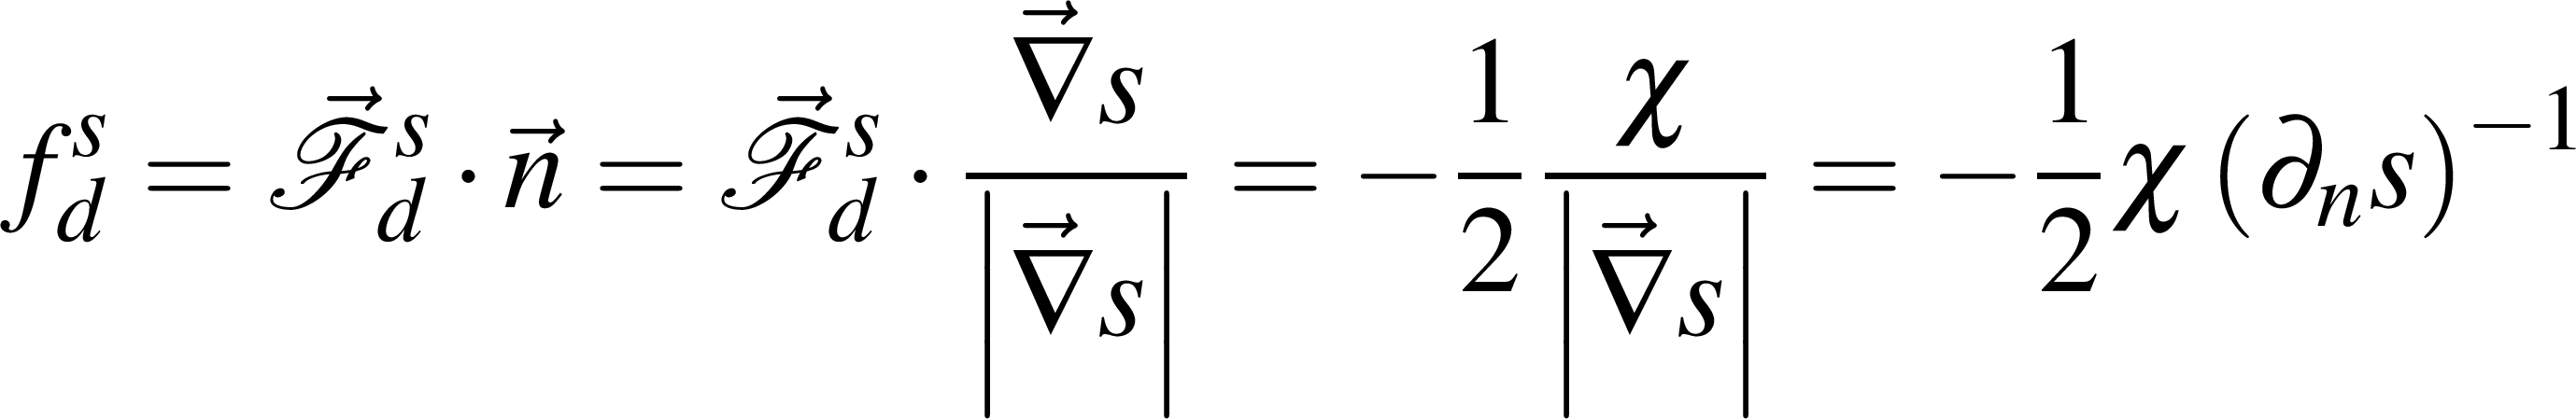 $f_d^s = \vec{\mathscr{F}}_d^s \cdot \vec{n} = \vec{\mathscr{F}}_d^s \cdot \frac{\vec{\nabla} s}{\left| \vec{\nabla} s \right|} = -\frac{1}{2} \frac{\chi}{\left| \vec{\nabla} s \right|} = -\frac{1}{2} \chi \left( \partial_n s \right)^{-1}$